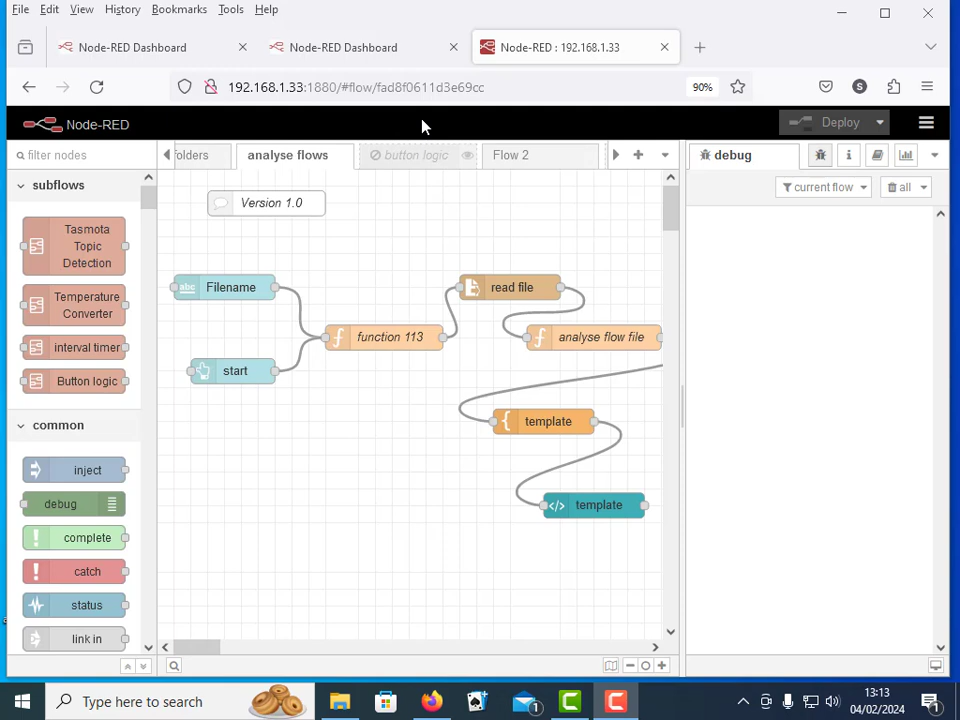 File Edit View History Bookmarks Tools Help
Node-RED Dashboard
Node-RED Dashboard
Node-RED : 192.168.1.33
192.168.1.33:1880/#flow/fad8f0611d3e69cc
90%
S
Node-RED
Deploy
filter nodes
olders
analyse flows
button logic
Flow 2
debug
current flow
all
subflows
Tasmota
Topic
Detection
Temperature
Converter
interval timer
Button logic
common
inject
debug
complete
catch
status
link in
Version 1.0
abc Filename
start
function 113
read file
analyse flow file
template
template
Type here to search
1
13:13
04/02/2024
1